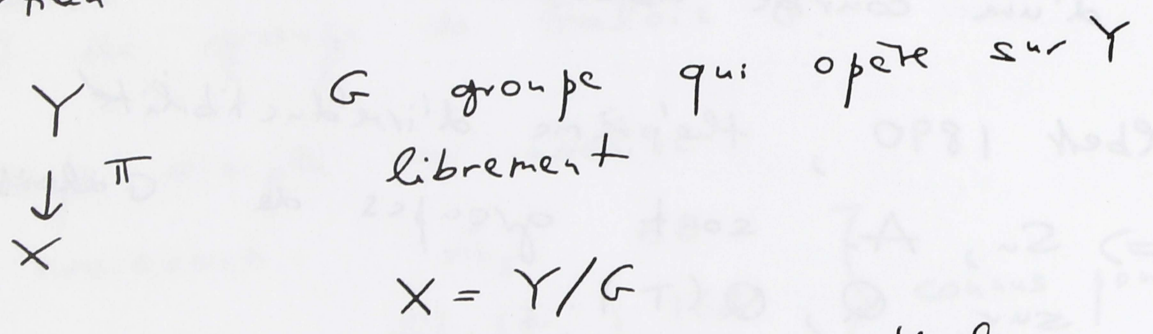 Y G groupe qui opère sur Y
↓ π librement
X
X = Y/G